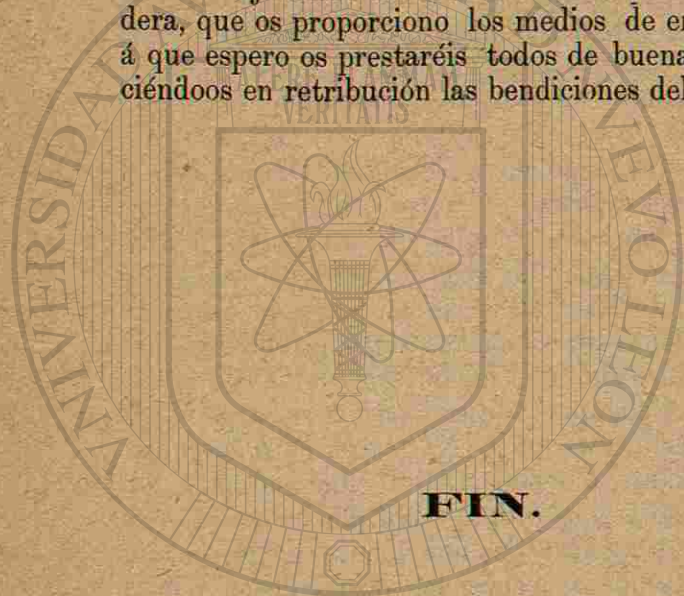 dera, que os proporciono los medios de
á que espero os prestaréis todos de buena
ciéndoos en retribución las bendiciones del
VERITATIS
FIN.